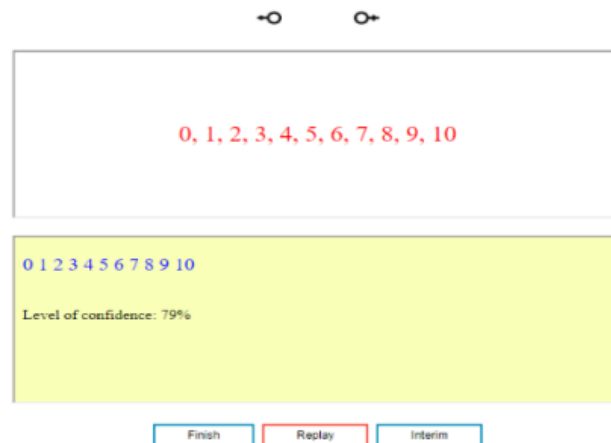 0, 1, 2, 3, 4, 5, 6, 7, 8, 9, 10
0 1 2 3 4 5 6 7 8 9 10
Level of confidence: 79%
Finish Replay Interim